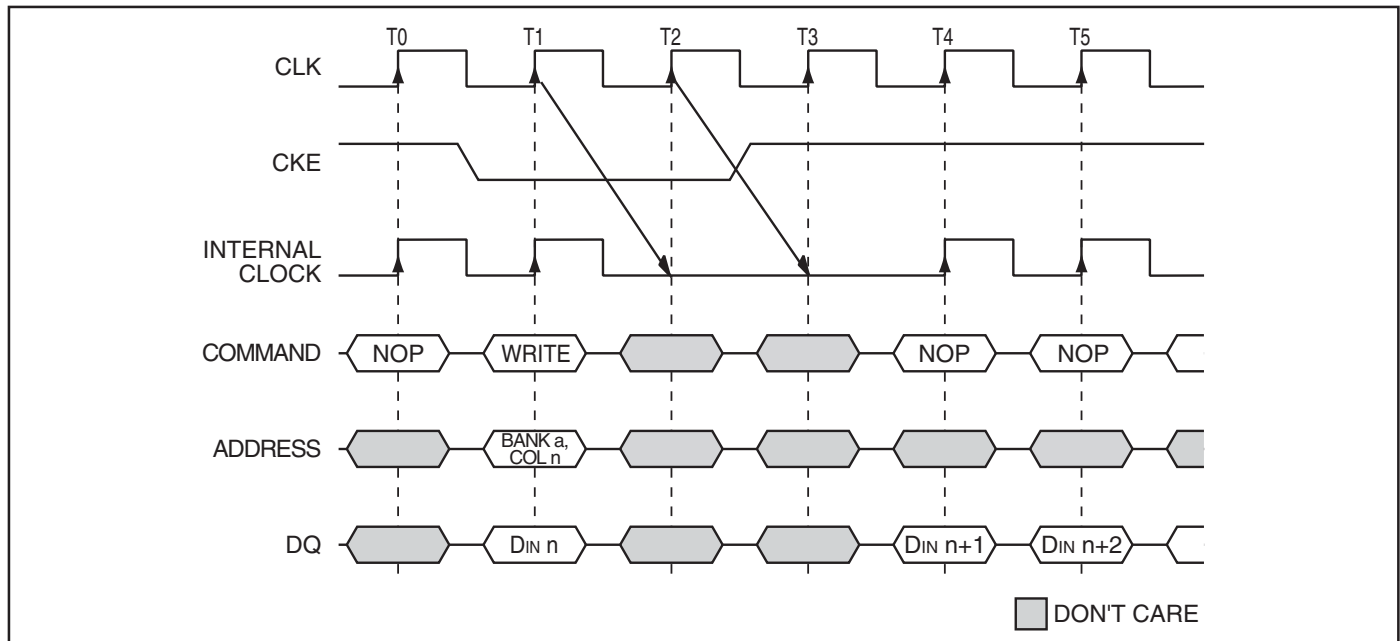 T0 T1 T2 T3 T4 T5
CLK
CKE
INTERNAL
CLOCK
COMMAND NOP WRITE NOP NOP
ADDRESS BANK a,
COL n
DQ DIN n DIN n+1 DIN n+2
DON'T CARE